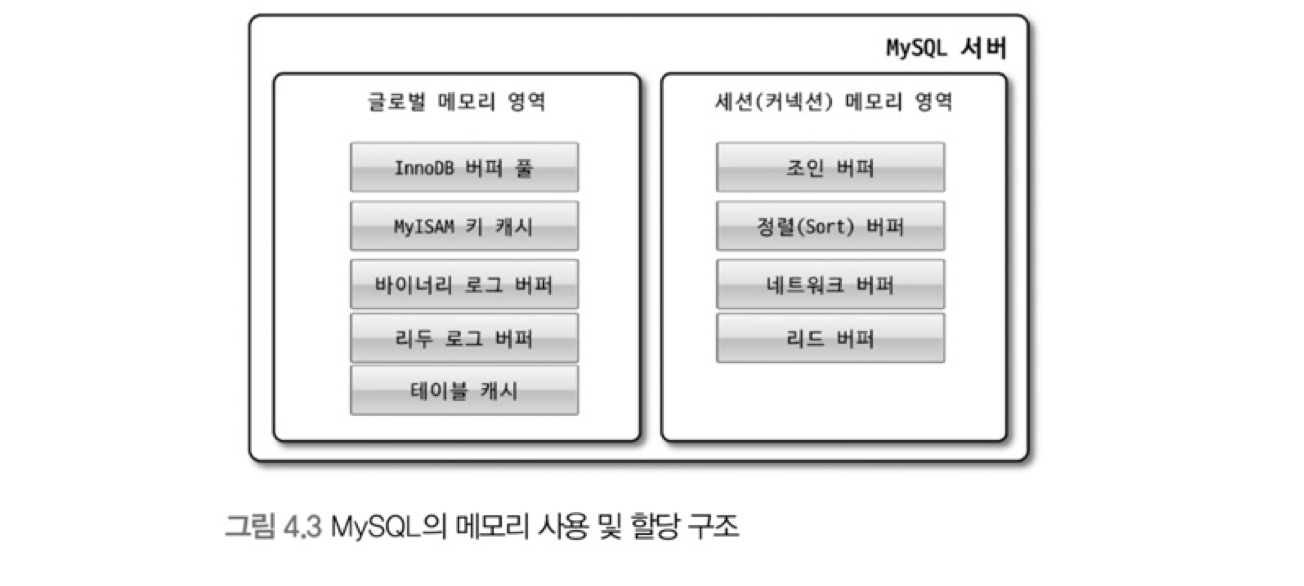 MySQL 서버
글로벌 메모리 영역
InnoDB 버퍼 풀
MyISAM 키 캐시
바이너리 로그 버퍼
리두 로그 버퍼
테이블 캐시
세션(커넥션) 메모리 영역
조인 버퍼
정렬(Sort) 버퍼
네트워크 버퍼
리드 버퍼
그림 4.3 MySQL의 메모리 사용 및 할당 구조